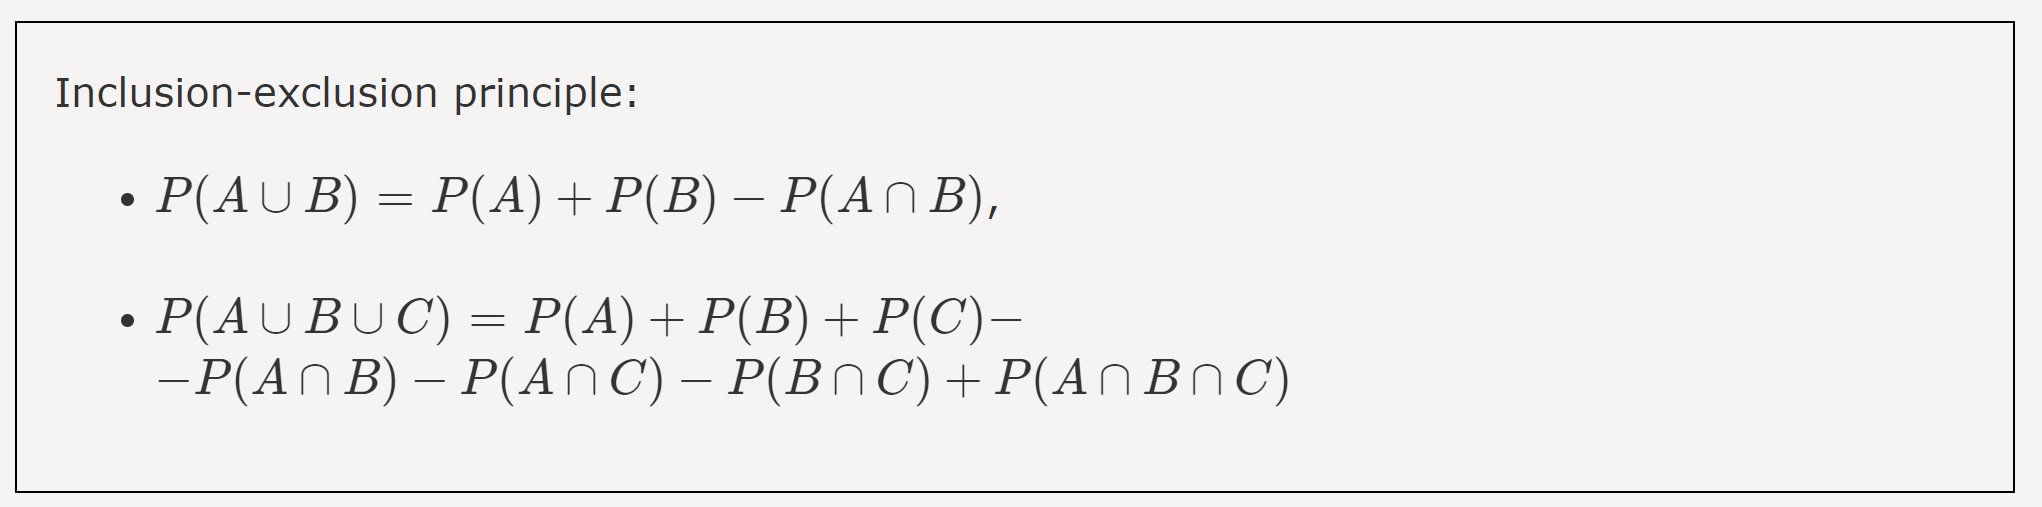 Inclusion-exclusion principle:
• P(A ∪ B) = P(A) + P(B) − P(A ∩ B),
• P(A ∪ B ∪ C) = P(A) + P(B) + P(C)−
−P(A ∩ B) − P(A ∩ C) − P(B ∩ C) + P(A ∩ B ∩ C)